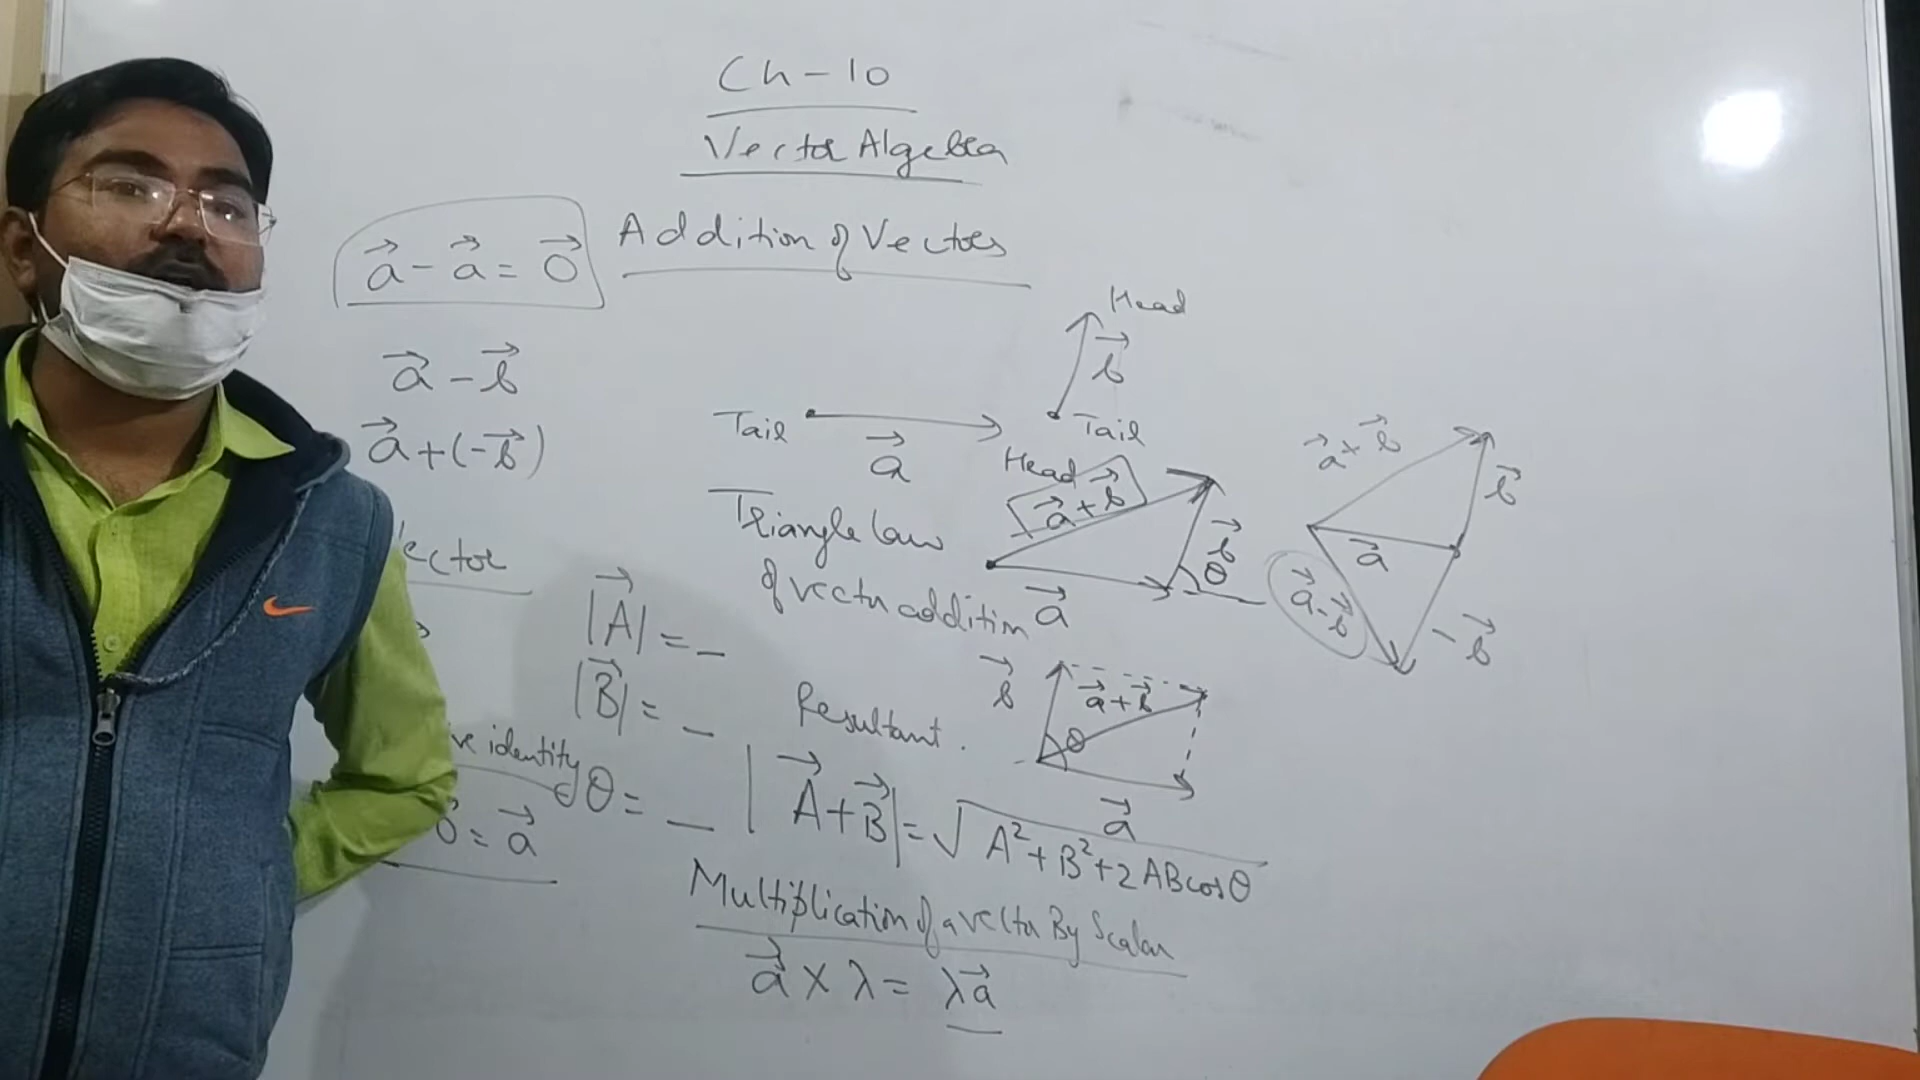 Ch-10
Vector Algebra
Addition of Vectors
a⃗ - a⃗ = 0⃗
a⃗ - b⃗
a⃗ + (-b⃗)
Head
b⃗
Tail
Tail
a⃗
Head
Triangle law
of vector addition
a⃗ + b⃗
b⃗
θ
a⃗
a⃗ + b⃗
b⃗
a⃗
a⃗ - b⃗
- b⃗
|A⃗| = _
|B⃗| = _
θ = _
identity
0⃗ = a⃗
Resultant.
b⃗
a⃗ + b⃗
θ
a⃗
|A⃗ + B⃗| = √A² + B² + 2ABcosθ
Multiplication of a vector By Scalar
a⃗ × λ = λa⃗